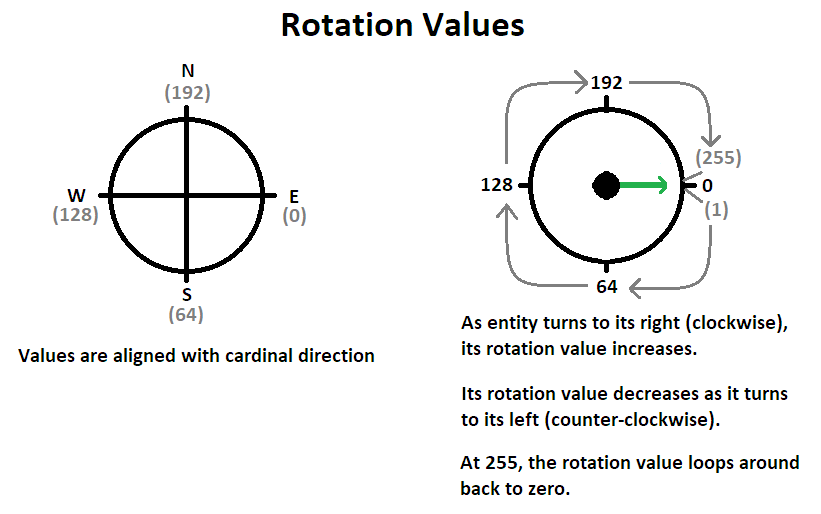 Rotation Values
N
(192)
W
(128)
E
(0)
S
(64)
Values are aligned with cardinal direction
192
(255)
128
0
(1)
64
As entity turns to its right (clockwise),
its rotation value increases.
Its rotation value decreases as it turns
to its left (counter-clockwise).
At 255, the rotation value loops around
back to zero.